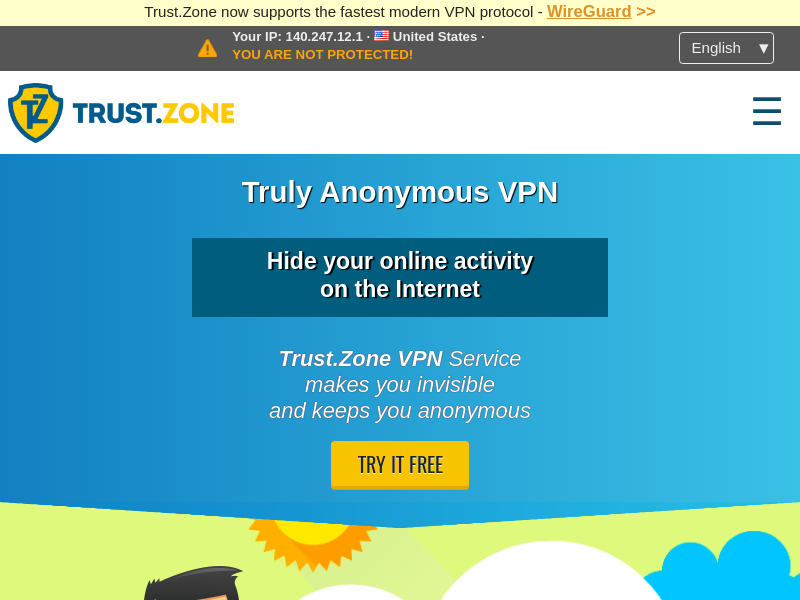 Trust.Zone now supports the fastest modern VPN protocol - WireGuard >>
Your IP: 140.247.12.1 · United States ·
YOU ARE NOT PROTECTED!
English ▼
TZ TRUST.ZONE
Truly Anonymous VPN
Hide your online activity
on the Internet
Trust.Zone VPN Service
makes you invisible
and keeps you anonymous
TRY IT FREE